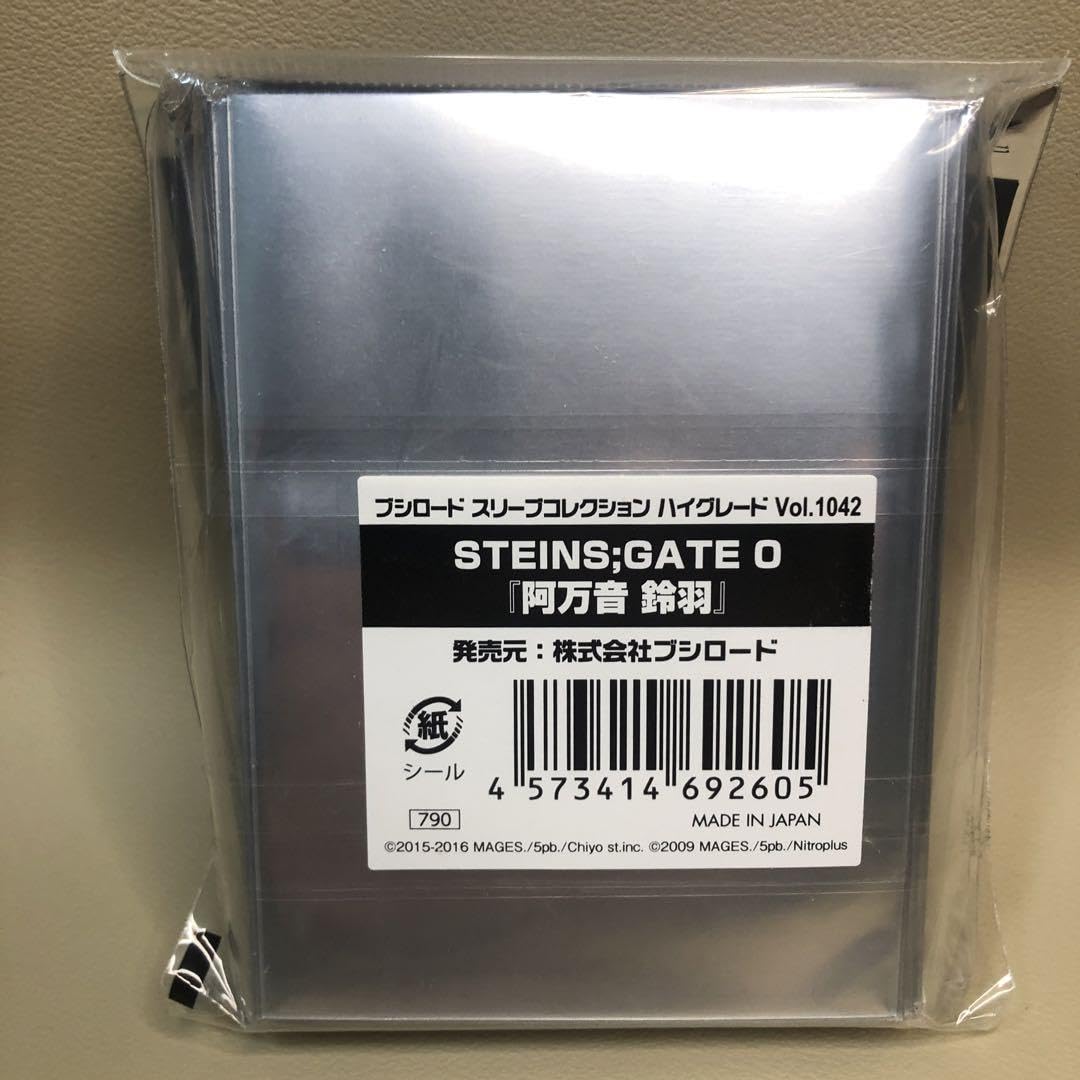 ブシロード スリーブコレクション ハイグレード Vol.1042
STEINS;GATE 0
『阿万音 鈴羽』
発売元：株式会社ブシロード
紙
シール
4 573414 692605
790
MADE IN JAPAN
©2015-2016 MAGES./5pb./Chiyo st.inc. ©2009 MAGES./5pb./Nitroplus